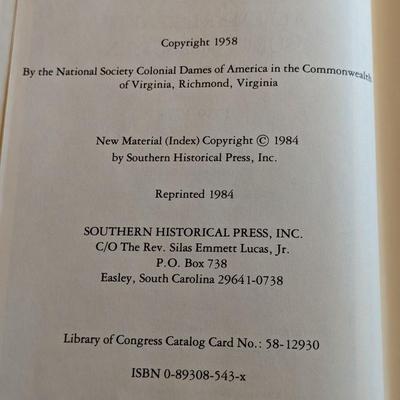 Copyright 1958
By the National Society Colonial Dames of America in the Commonwealth
of Virginia, Richmond, Virginia
New Material (Index) Copyright © 1984
by Southern Historical Press, Inc.
Reprinted 1984
SOUTHERN HISTORICAL PRESS, INC.
C/O The Rev. Silas Emmett Lucas, Jr.
P.O. Box 738
Easley, South Carolina 29641-0738
Library of Congress Catalog Card No.: 58-12930
ISBN 0-89308-543-x